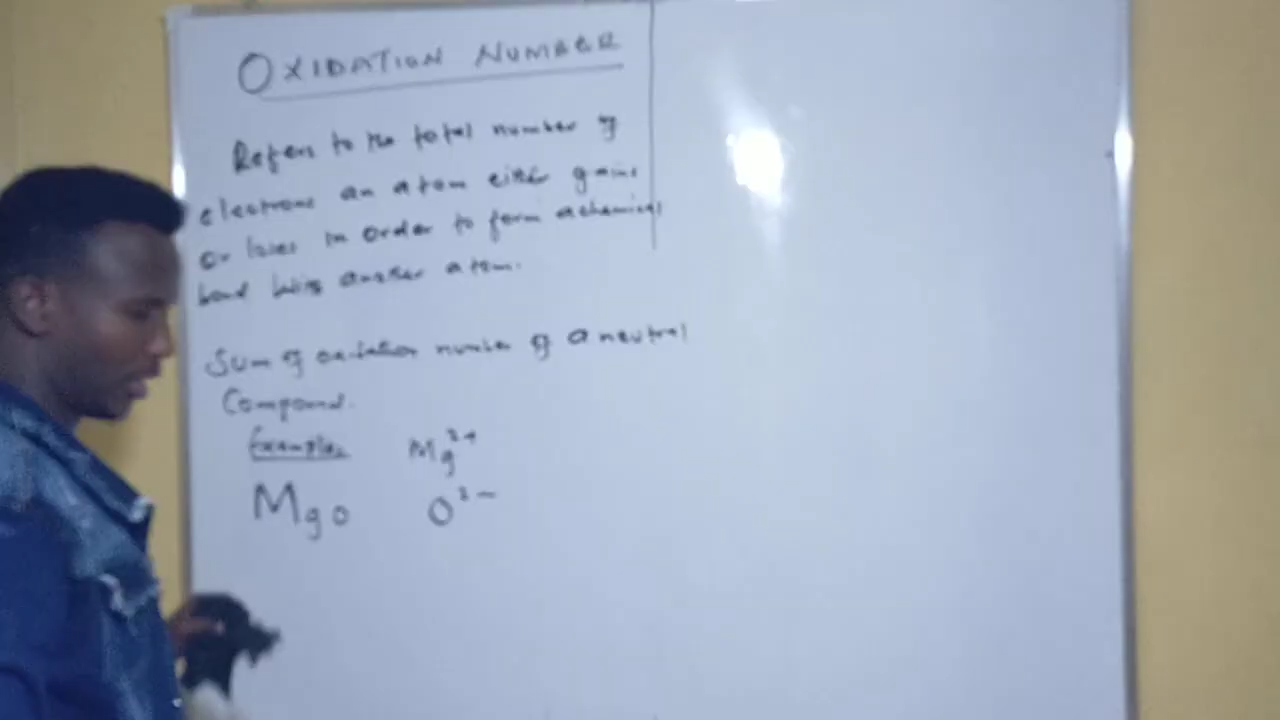 OXIDATION NUMBER
Refers to the total number of
electrons an atom either gains
or loses in order to form a chemical
bond with another atom.
Sum of oxidation number of a neutral
Compound.
Example.
Mg2+
MgO
O2-